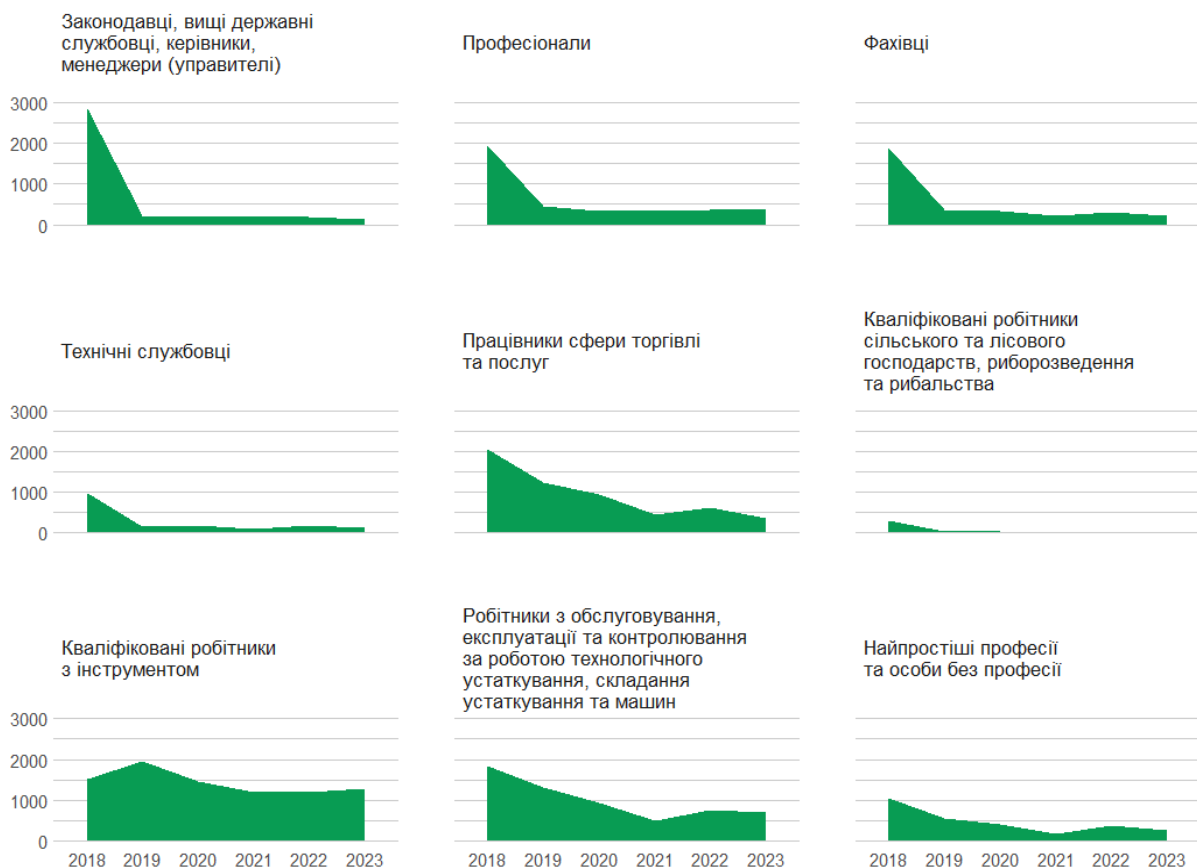 Законодавці, вищі державні
службовці, керівники,
менеджери (управителі)
Професіонали
Фахівці
3000
2000
1000
0
Технічні службовці
Працівники сфери торгівлі
та послуг
Кваліфіковані робітники
сільського та лісового
господарств, риборозведення
та рибальства
3000
2000
1000
0
Кваліфіковані робітники
з інструментом
Робітники з обслуговування,
експлуатації та контролювання
за роботою технологічного
устаткування, складання
устаткування та машин
Найпростіші професії
та особи без професії
3000
2000
1000
0
2018 2019 2020 2021 2022 2023
2018 2019 2020 2021 2022 2023
2018 2019 2020 2021 2022 2023